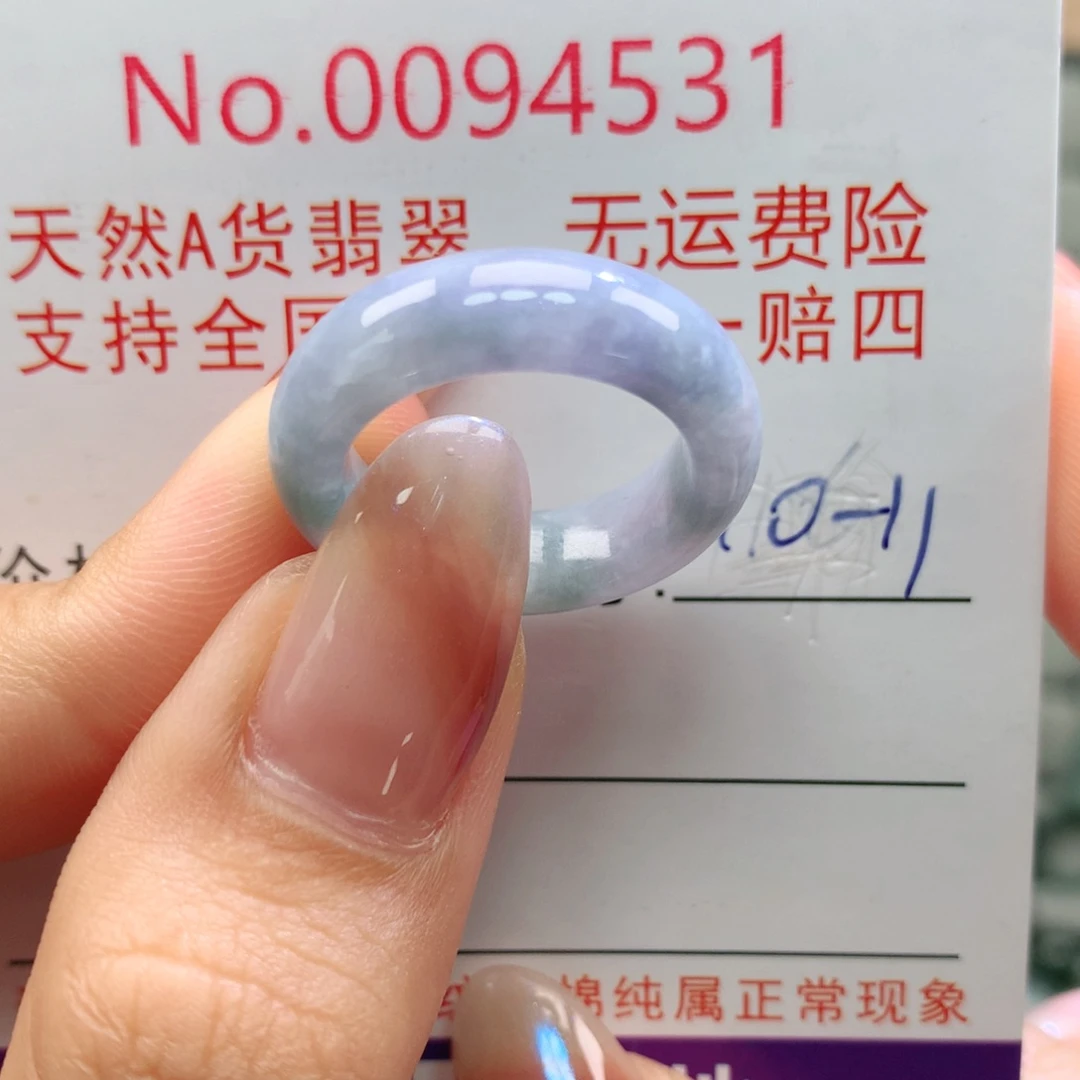 No.0094531
天然A货翡翠 无运费险
支持全国 一赔四
10-11
棉纯属正常现象